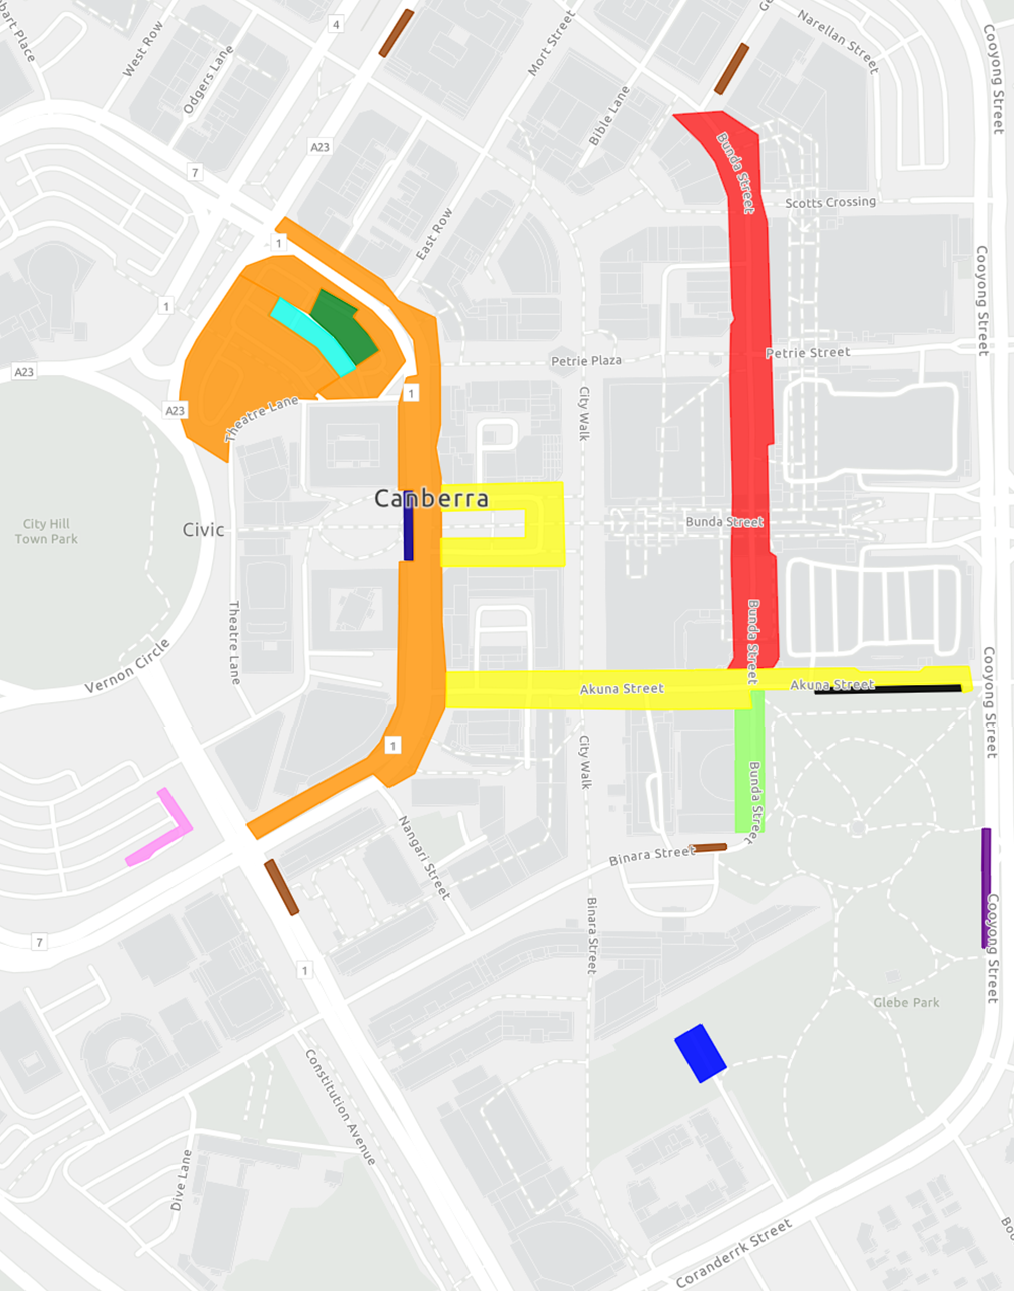 bart Place
West Row
Odgers Lane
4
Mort Street
Narellan Street
Cooyong Street
Bible Lane
A23
7
Bunda Street
Scotts Crossing
East Row
1
1
Cooyong Street
Petrie Plaza
Petrie Street
A23
1
A23
Theatre Lane
City Walk
Canberra
City Hill
Town Park
Civic
Bunda Street
Theatre Lane
Bunda Street
Vernon Circle
Akuna Street
Akuna Street
Cooyong Street
1
City Walk
Bunda Street
Nangari Street
Binara Street
7
1
Binara Street
Cooyong Street
Glebe Park
Constitution Avenue
Dive Lane
Coranderrk Street